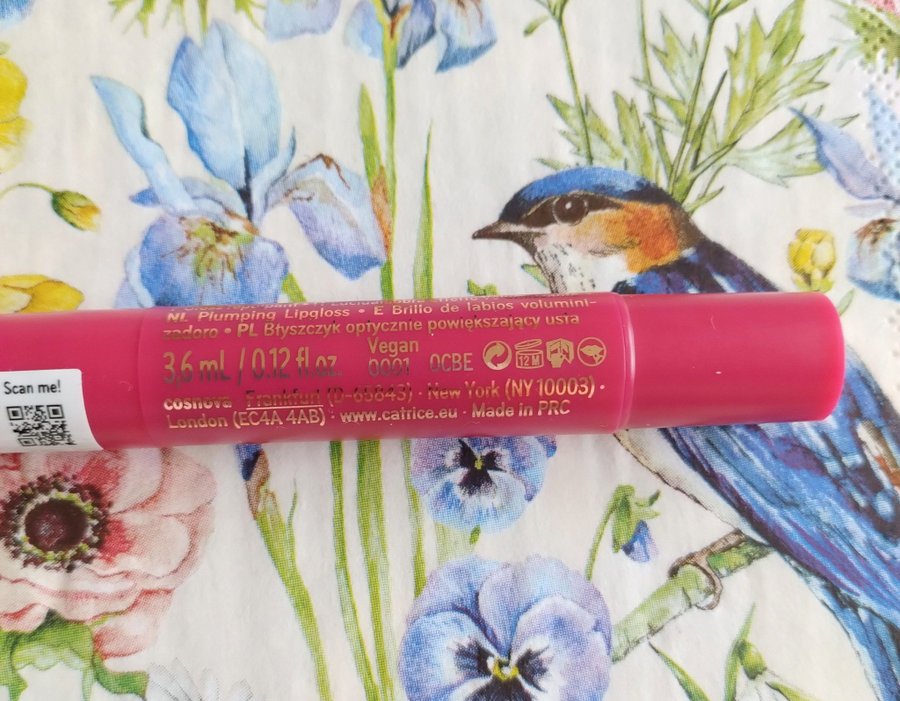 NL Plumping Lipgloss • E Brillo de labios volumini-
zadoro • PL Błyszczyk optycznie powiększający usta
3,6 mL / 0.12 fl.oz.
Vegan
0001 0CBE
12 M
cosnova Frankfurt (D-65843) · New York (NY 10003) ·
London (EC4A 4AB) · www.catrice.eu · Made in PRC
Scan me!